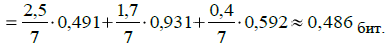 = 2,5/7 · 0,491 + 1,7/7 · 0,931 + 0,4/7 · 0,592 ≈ 0,486 бит.